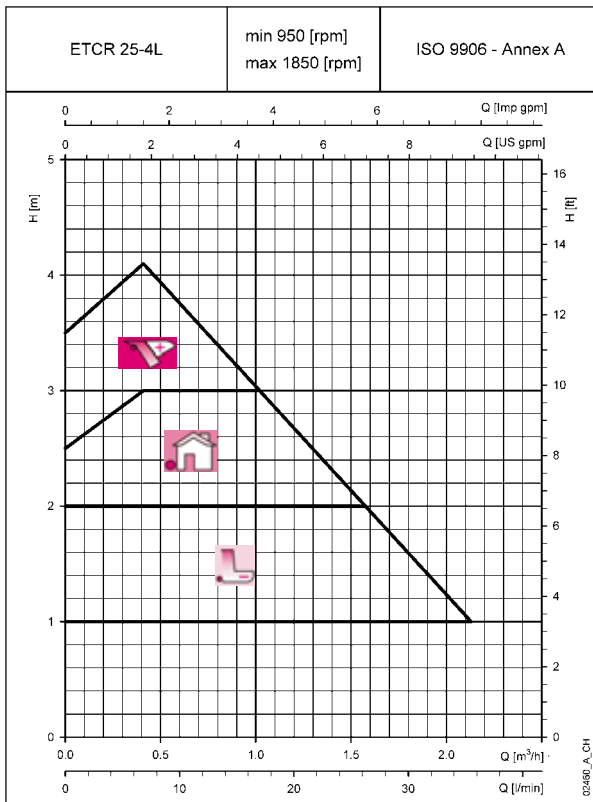 ETCR 25-4L
min 950 [rpm]
max 1850 [rpm]
ISO 9906 - Annex A
0 2 4 6 Q [Imp gpm]
0 2 4 6 8 Q [US gpm]
H [m]
5
4
3
2
1
0
H [ft]
16
14
12
10
8
6
4
2
0
0.0 0.5 1.0 1.5 2.0 Q [m³/h]
0 10 20 30 Q [l/min]
02460_A_CH